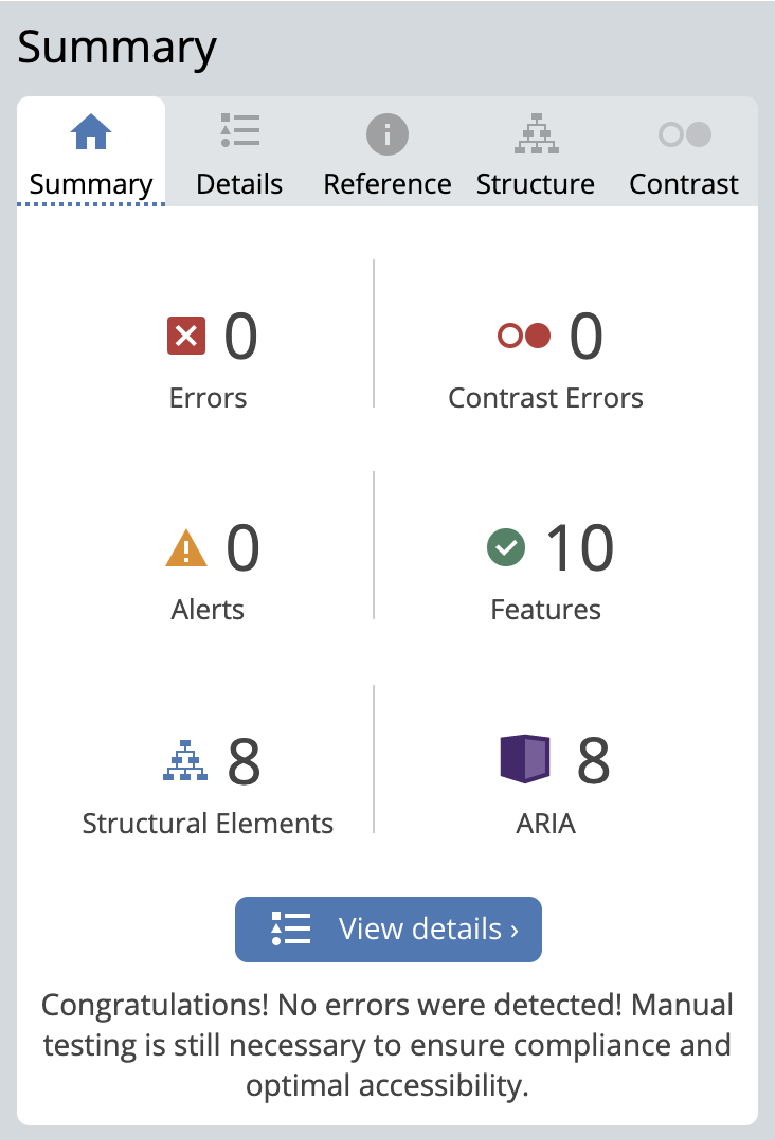 Summary
Summary
Details
Reference
Structure
Contrast
0
Errors
0
Contrast Errors
0
Alerts
10
Features
8
Structural Elements
8
ARIA
View details ›
Congratulations! No errors were detected! Manual
testing is still necessary to ensure compliance and
optimal accessibility.